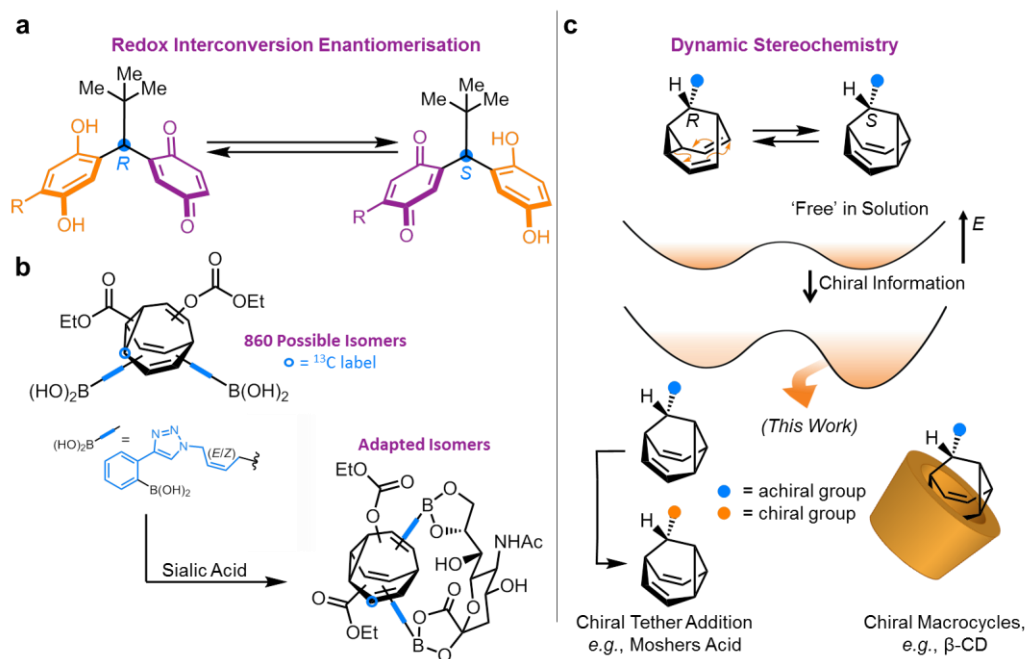 a
Redox Interconversion Enantiomerisation
Me
Me
Me
OH
R
OH
R
O
O
Me
Me
Me
O
R
O
S
HO
OH
b
O
EtO
O
O
OEt
860 Possible Isomers
o = ¹³C label
(HO)₂B
B(OH)₂
(HO)₂B
=
N=N
N
(E/Z)
B(OH)₂
Adapted Isomers
Sialic Acid
EtO
O
O
B
O
O
NHAc
HO
OH
O
O
OEt
O
O
O
B
O
c
Dynamic Stereochemistry
H
R
H
S
'Free' in Solution
E
Chiral Information
(This Work)
H
= achiral group
= chiral group
H
H
Chiral Tether Addition
e.g., Moshers Acid
Chiral Macrocycles,
e.g., β-CD